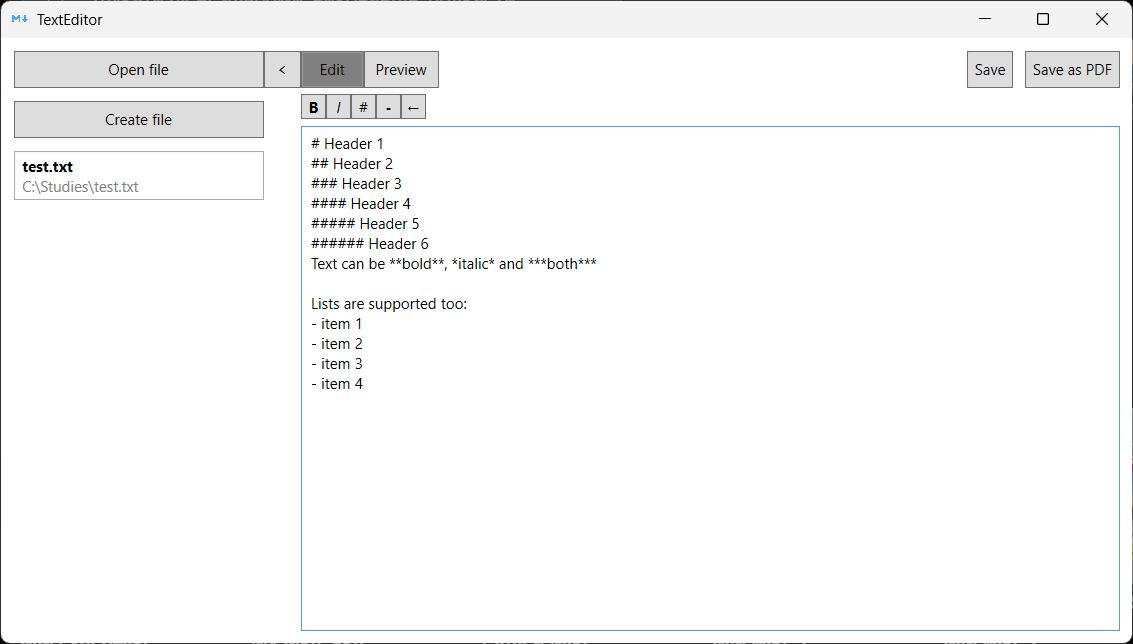 M↓ TextEditor
Open file < Edit Preview Save Save as PDF
B I # - ←
Create file
test.txt
C:\Studies\test.txt
# Header 1
## Header 2
### Header 3
#### Header 4
##### Header 5
###### Header 6
Text can be **bold**, *italic* and ***both***
Lists are supported too:
- item 1
- item 2
- item 3
- item 4